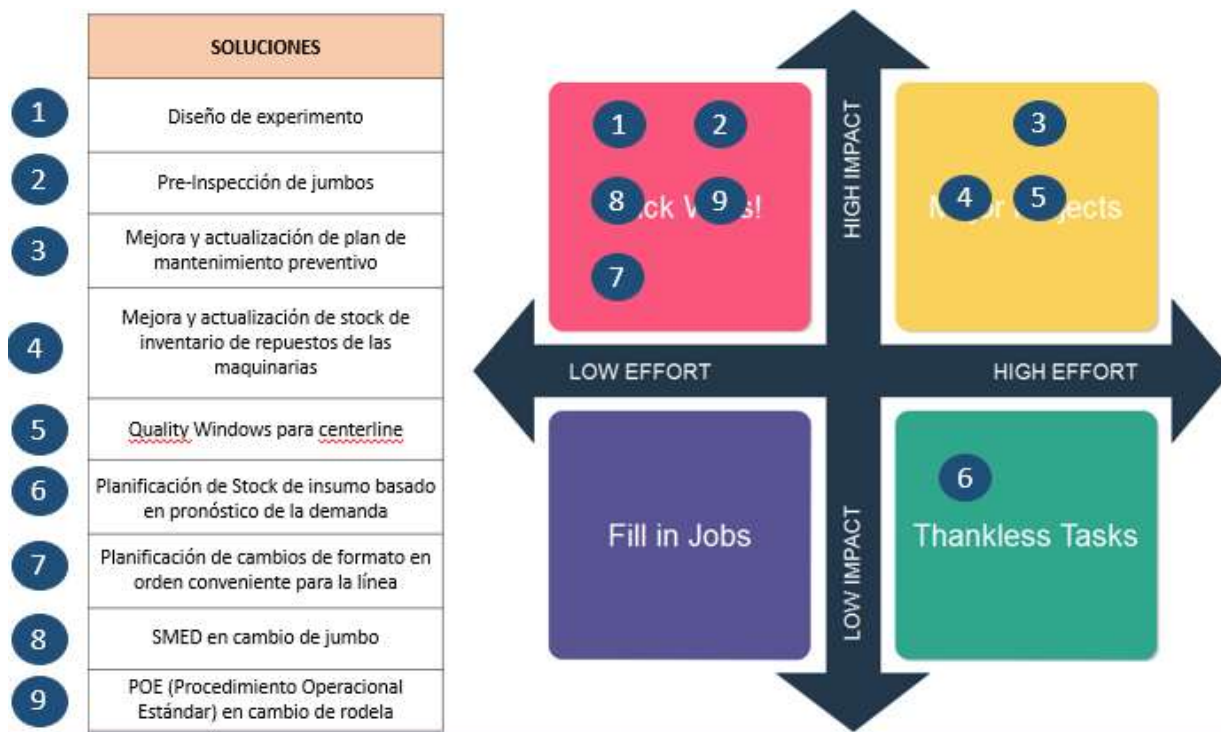 SOLUCIONES
1
Diseño de experimento
2
Pre-Inspección de jumbos
3
Mejora y actualización de plan de
mantenimiento preventivo
4
Mejora y actualización de stock de
inventario de repuestos de las
maquinarias
5
Quality Windows para centerline
6
Planificación de Stock de insumo basado
en pronóstico de la demanda
7
Planificación de cambios de formato en
orden conveniente para la línea
8
SMED en cambio de jumbo
9
POE (Procedimiento Operacional
Estándar) en cambio de rodela
HIGH IMPACT
1 2
8 9
7
3
4 5
LOW EFFORT
HIGH EFFORT
LOW IMPACT
Fill in Jobs
6
Thankless Tasks